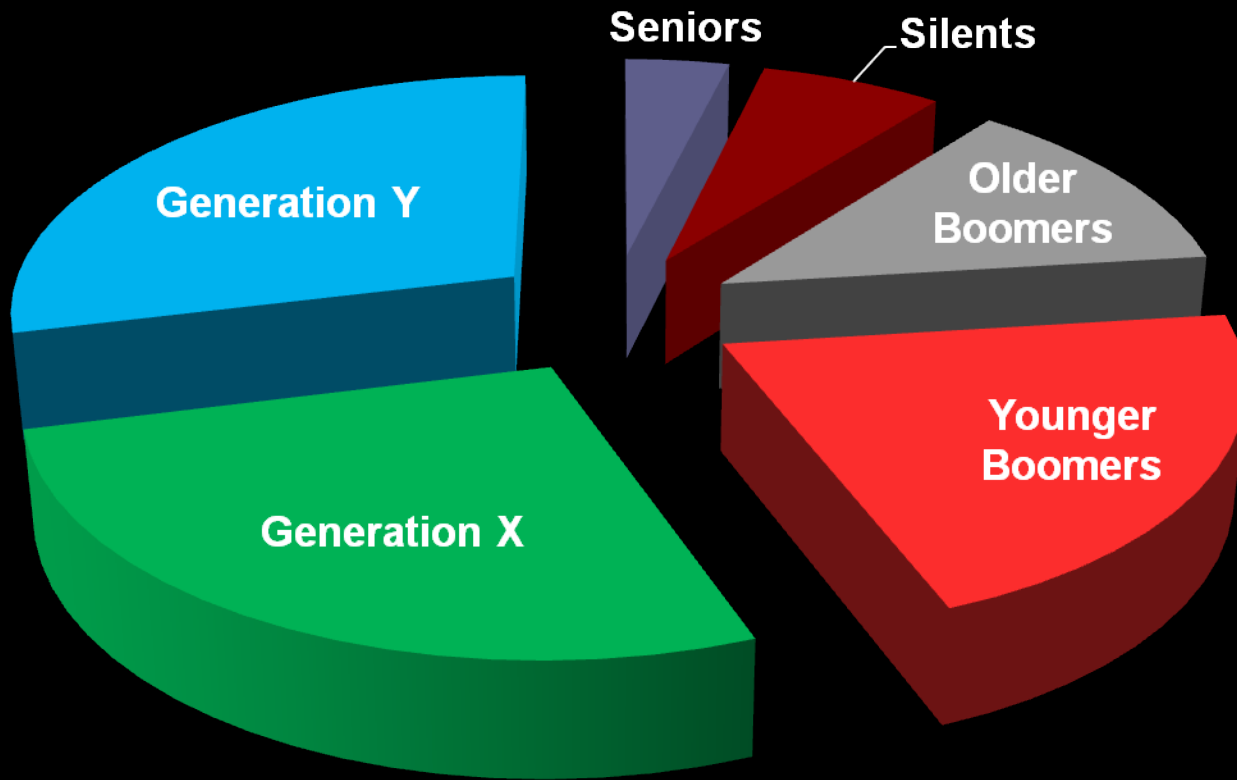 Seniors
Silents
Older
Boomers
Generation Y
Younger
Boomers
Generation X